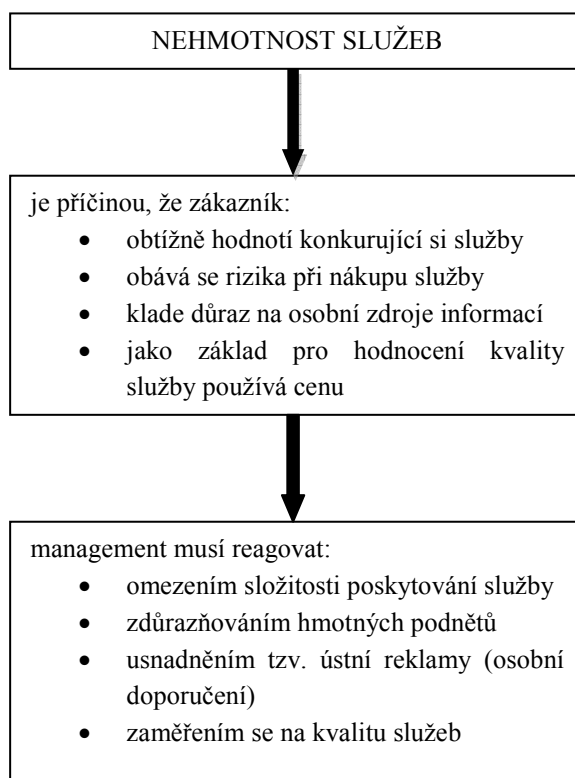 NEHMOTNOST SLUŽEB
je příčinou, že zákazník:
• obtížně hodnotí konkurující si služby
• obává se rizika při nákupu služby
• klade důraz na osobní zdroje informací
• jako základ pro hodnocení kvality
služby používá cenu
management musí reagovat:
• omezením složitosti poskytování služby
• zdůrazňováním hmotných podnětů
• usnadněním tzv. ústní reklamy (osobní
doporučení)
• zaměřením se na kvalitu služeb